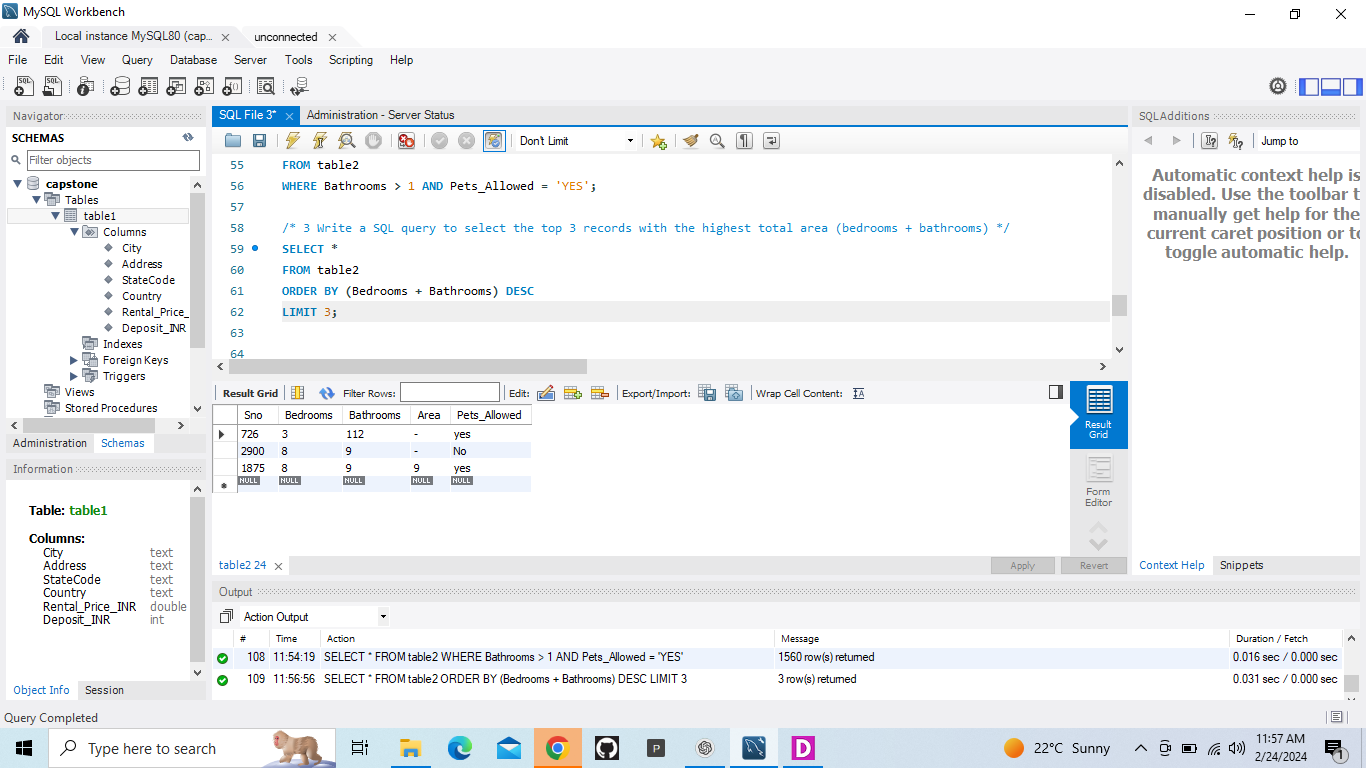 MySQL Workbench
Local instance MySQL80 (cap... × unconnected ×
File Edit View Query Database Server Tools Scripting Help
Navigator
SCHEMAS
Filter objects
capstone
Tables
table1
Columns
City
Address
StateCode
Country
Rental_Price_
Deposit_INR
Indexes
Foreign Keys
Triggers
Views
Stored Procedures
Administration Schemas
Information
Table: table1
Columns:
City text
Address text
StateCode text
Country text
Rental_Price_INR double
Deposit_INR int
Object Info Session
SQL File 3* × Administration - Server Status
Don't Limit
55 FROM table2
56 WHERE Bathrooms > 1 AND Pets_Allowed = 'YES';
57
58 /* 3 Write a SQL query to select the top 3 records with the highest total area (bedrooms + bathrooms) */
59 SELECT *
60 FROM table2
61 ORDER BY (Bedrooms + Bathrooms) DESC
62 LIMIT 3;
63
64
Result Grid Filter Rows: Edit: Export/Import: Wrap Cell Content: IA
Sno Bedrooms Bathrooms Area Pets_Allowed
726 3 112 - yes
2900 8 9 - No
1875 8 9 9 yes
NULL NULL NULL NULL NULL
Result
Grid
Form
Editor
table2 24 × Apply Revert
Output
Action Output
# Time Action Message Duration / Fetch
108 11:54:19 SELECT * FROM table2 WHERE Bathrooms > 1 AND Pets_Allowed = 'YES' 1560 row(s) returned 0.016 sec / 0.000 sec
109 11:56:56 SELECT * FROM table2 ORDER BY (Bedrooms + Bathrooms) DESC LIMIT 3 3 row(s) returned 0.031 sec / 0.000 sec
SQLAdditions
Jump to
Automatic context help is
disabled. Use the toolbar t
manually get help for the
current caret position or to
toggle automatic help.
Context Help Snippets
Query Completed
Type here to search
22°C Sunny
11:57 AM
2/24/2024
1